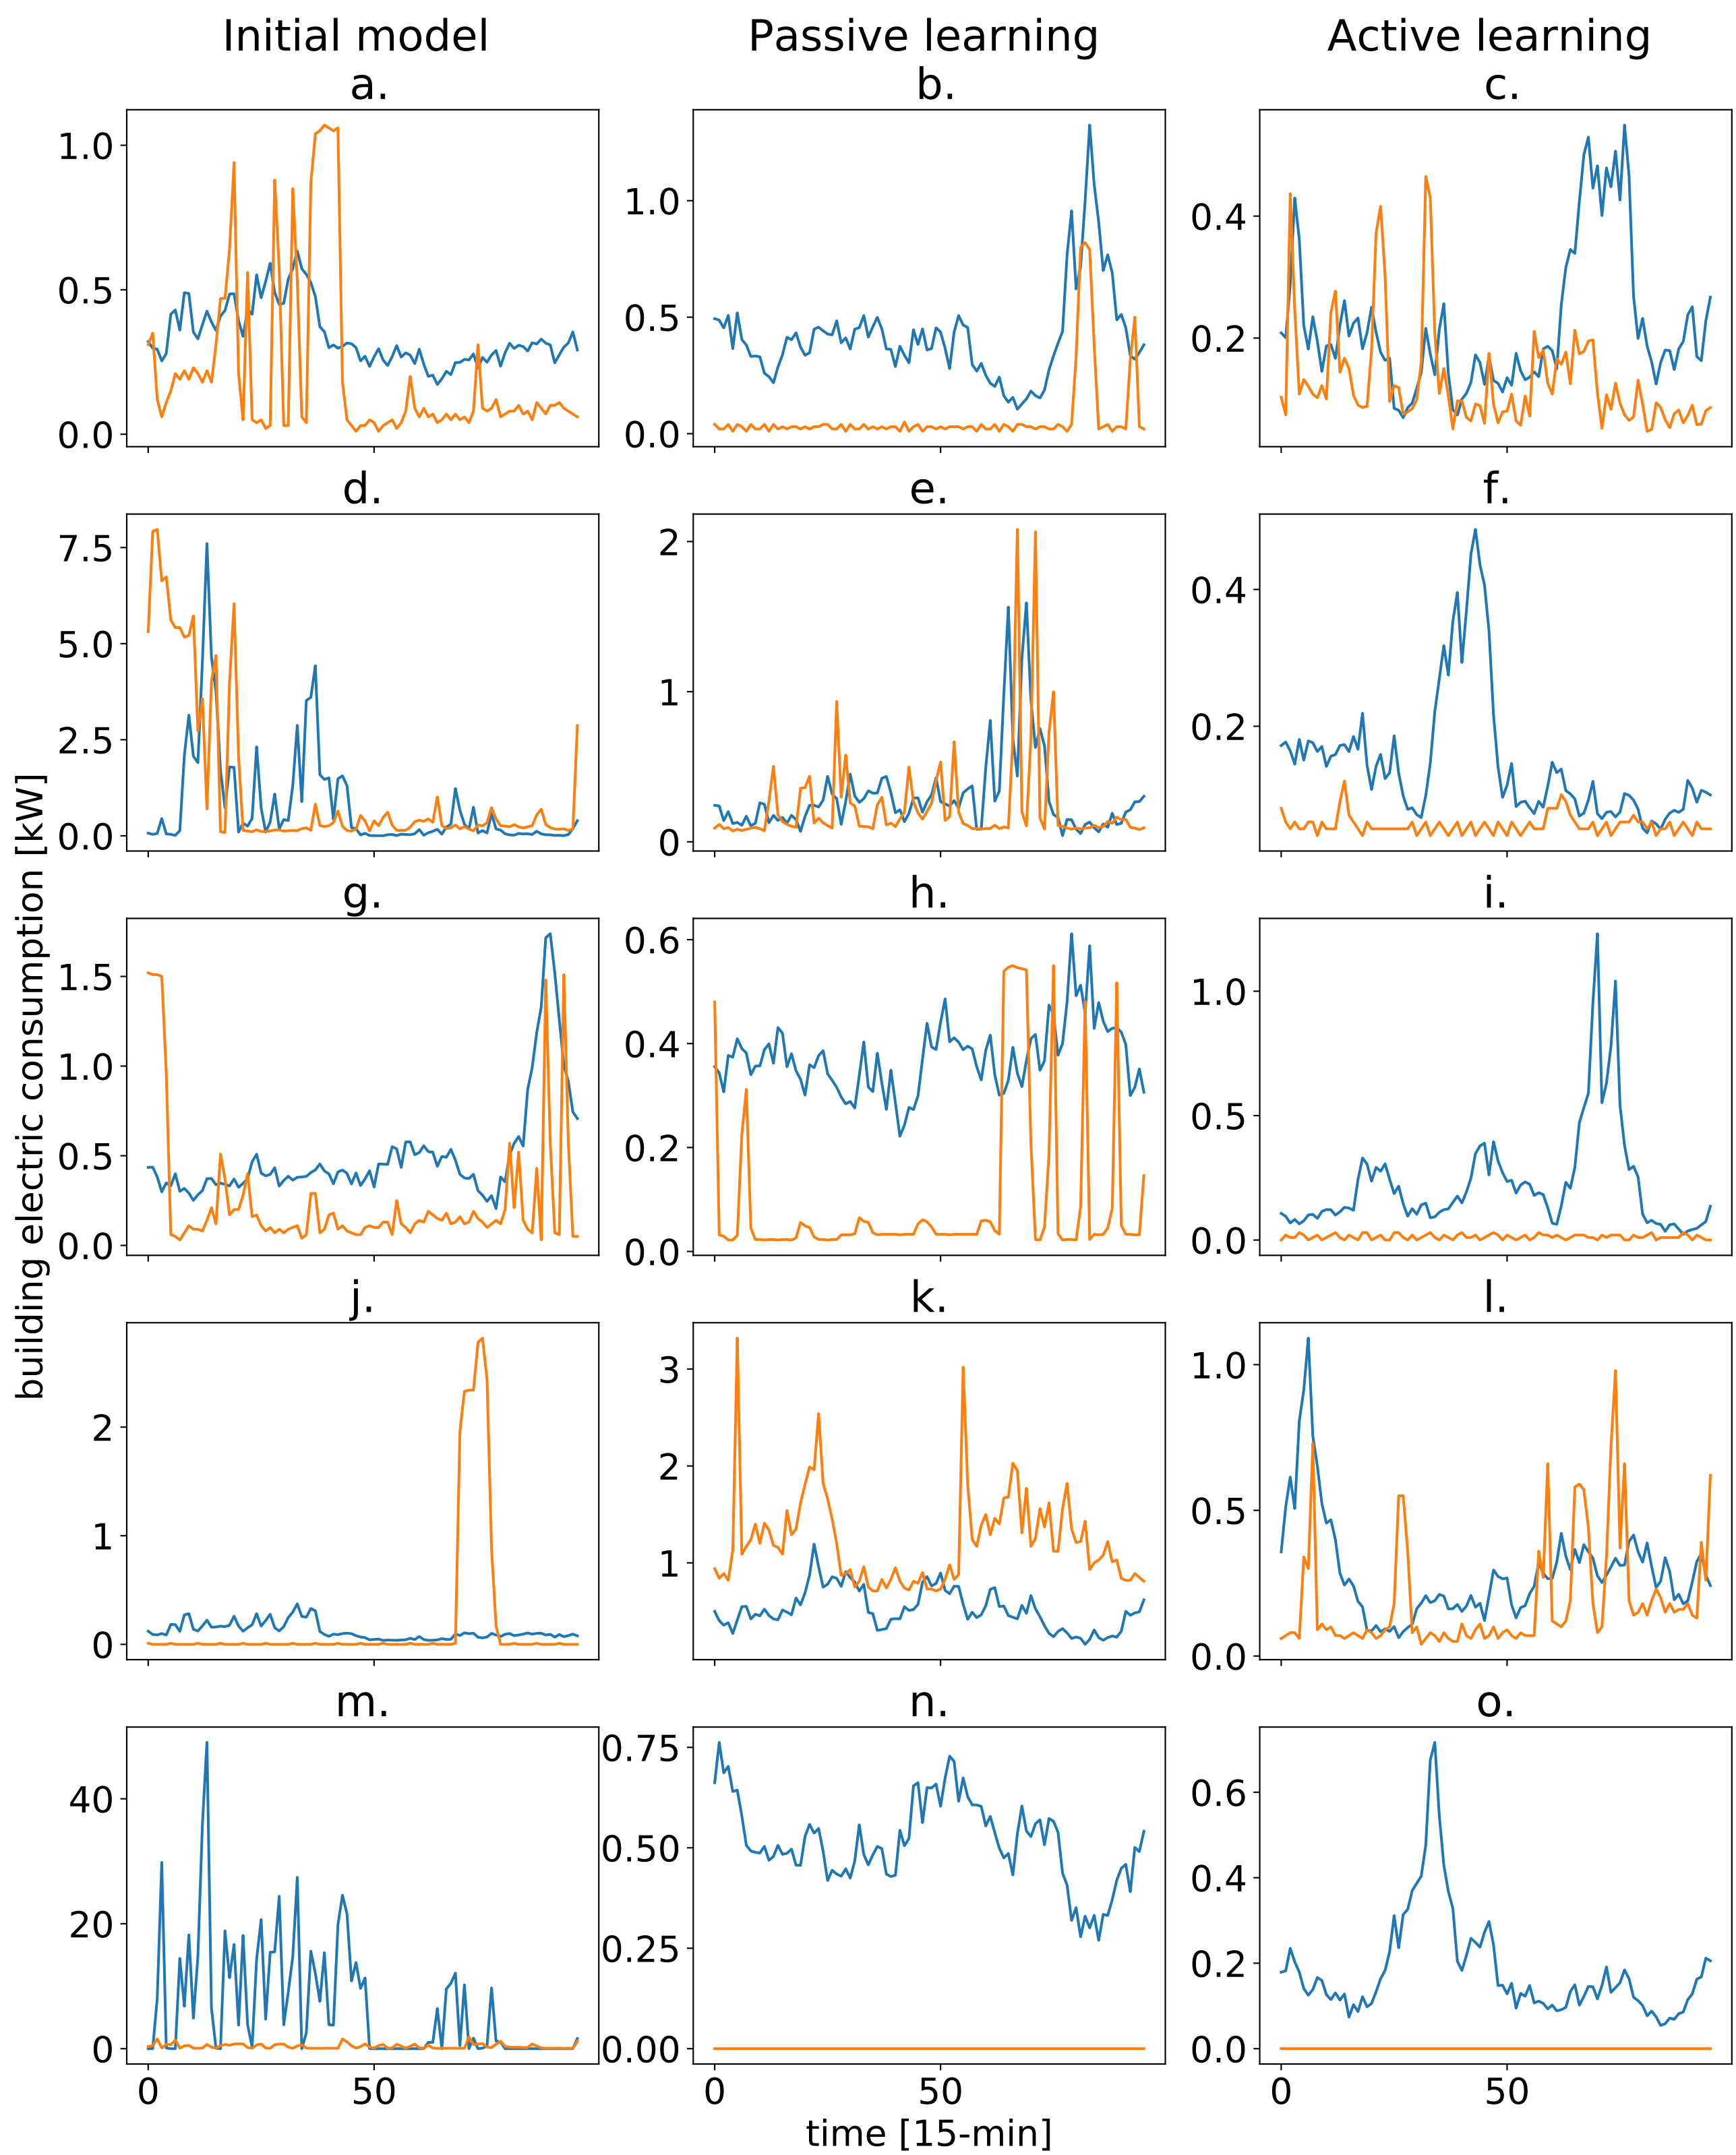 Initial model
Passive learning
Active learning
a.
b.
c.
1.0
0.5
0.0
1.0
0.5
0.0
0.4
0.2
d.
e.
f.
7.5
5.0
2.5
0.0
2
1
0
0.4
0.2
g.
h.
i.
1.5
1.0
0.5
0.0
0.6
0.4
0.2
0.0
1.0
0.5
0.0
j.
k.
l.
2
1
0
3
2
1
1.0
0.5
0.0
m.
n.
o.
40
20
0
0.75
0.50
0.25
0.00
0.6
0.4
0.2
0.0
0 50
0 50
0 50
building electric consumption [kW]
time [15-min]